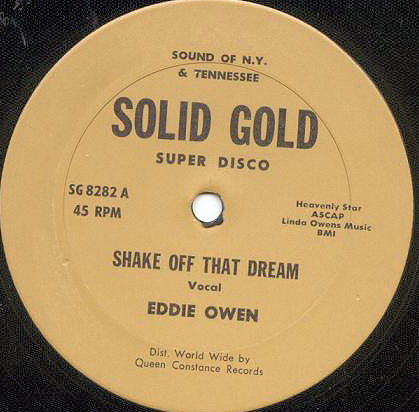 SOUND OF N.Y.
& TENNESSEE
SOLID GOLD
SUPER DISCO
SG 8282 A
45 RPM
Heavenly Star
ASCAP
Linda Owens Music
BMI
SHAKE OFF THAT DREAM
Vocal
EDDIE OWEN
Dist. World Wide by
Queen Constance Records